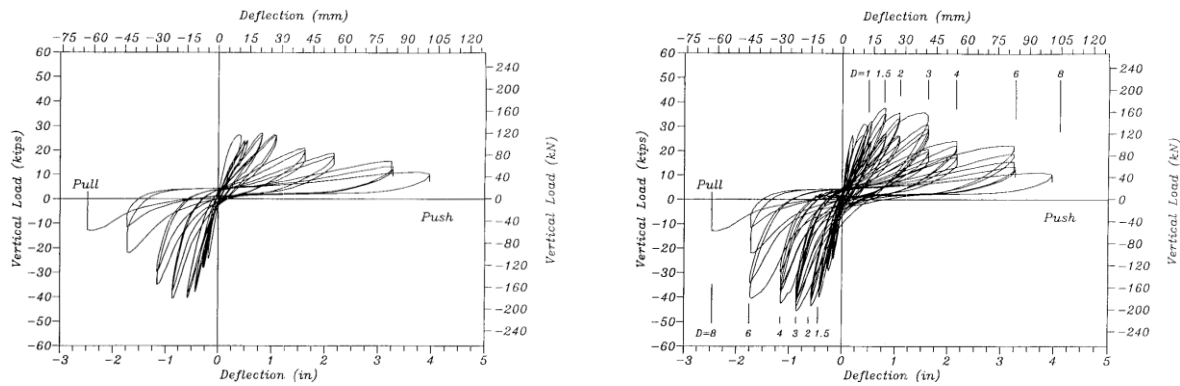 Deflection (mm)
-75 -60 -45 -30 -15 0 15 30 45 60 75 90 105 120
60
50
40
30
20
10
0
-10
-20
-30
-40
-50
-60
Vertical Load (kips)
240
200
160
120
80
40
0
-40
-80
-120
-160
-200
-240
Vertical Load (kN)
Pull
Push
-3 -2 -1 0 1 2 3 4 5
Deflection (in)
Deflection (mm)
-75 -60 -45 -30 -15 0 15 30 45 60 75 90 105 120
60
50
40
30
20
10
0
-10
-20
-30
-40
-50
-60
Vertical Load (kips)
240
200
160
120
80
40
0
-40
-80
-120
-160
-200
-240
Vertical Load (kN)
D=1 1.5 2 3 4 6 8
Pull
Push
D=8 6 4 3 2 1.5
-3 -2 -1 0 1 2 3 4 5
Deflection (in)